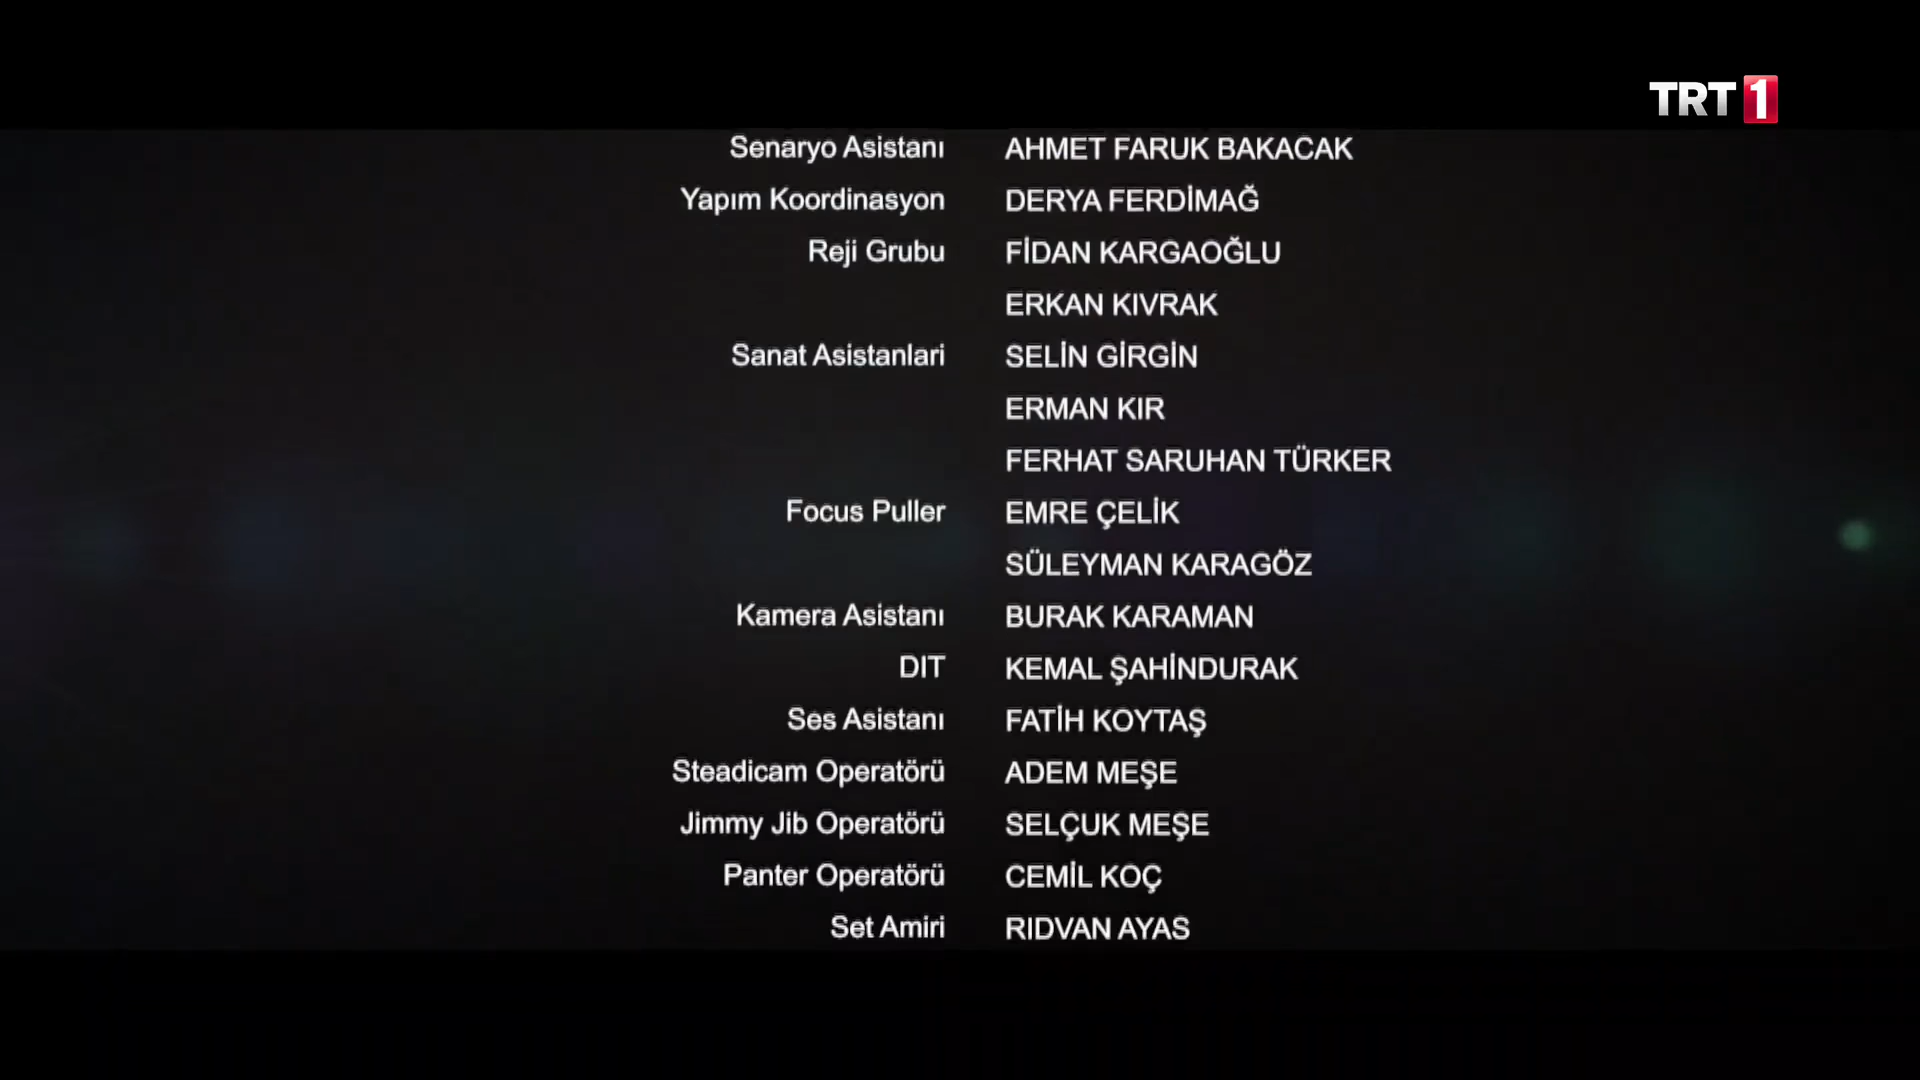 TRT 1
Senaryo Asistanı AHMET FARUK BAKACAK
Yapım Koordinasyon DERYA FERDİMAĞ
Reji Grubu FİDAN KARGAOĞLU
ERKAN KIVRAK
Sanat Asistanlari SELİN GİRGİN
ERMAN KIR
FERHAT SARUHAN TÜRKER
Focus Puller EMRE ÇELİK
SÜLEYMAN KARAGÖZ
Kamera Asistanı BURAK KARAMAN
DIT KEMAL ŞAHİNDURAK
Ses Asistanı FATİH KOYTAŞ
Steadicam Operatörü ADEM MEŞE
Jimmy Jib Operatörü SELÇUK MEŞE
Panter Operatörü CEMİL KOÇ
Set Amiri RIDVAN AYAS